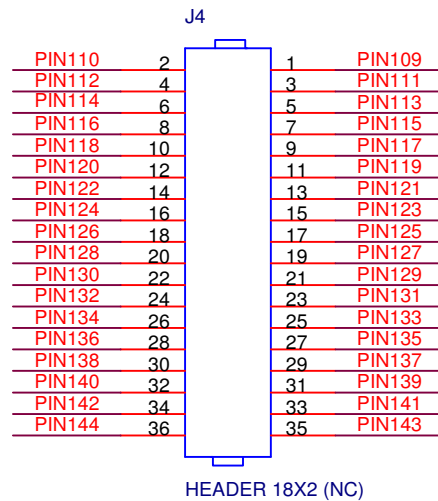 J4
PIN110 2 1 PIN109
PIN112 4 3 PIN111
PIN114 6 5 PIN113
PIN116 8 7 PIN115
PIN118 10 9 PIN117
PIN120 12 11 PIN119
PIN122 14 13 PIN121
PIN124 16 15 PIN123
PIN126 18 17 PIN125
PIN128 20 19 PIN127
PIN130 22 21 PIN129
PIN132 24 23 PIN131
PIN134 26 25 PIN133
PIN136 28 27 PIN135
PIN138 30 29 PIN137
PIN140 32 31 PIN139
PIN142 34 33 PIN141
PIN144 36 35 PIN143
HEADER 18X2 (NC)